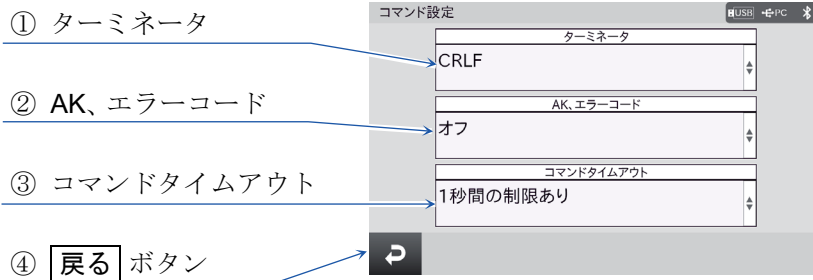 ① ターミネータ
② AK、エラーコード
③ コマンドタイムアウト
④ 戻る ボタン
コマンド設定
USB PC
ターミネータ
CRLF
AK、エラーコード
オフ
コマンドタイムアウト
1秒間の制限あり